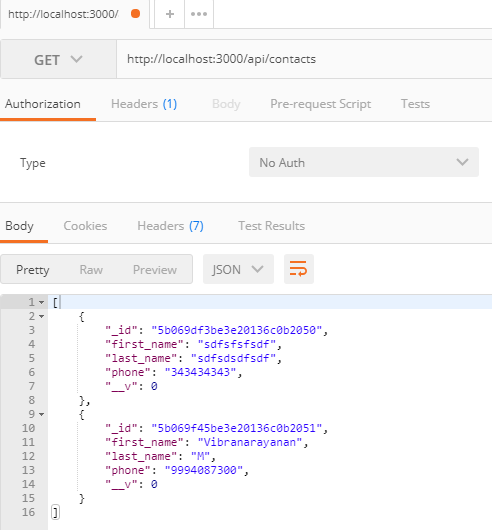 http://localhost:3000/
+
•••
GET
http://localhost:3000/api/contacts
Authorization Headers (1) Body Pre-request Script Tests
Type No Auth
Body Cookies Headers (7) Test Results
Pretty Raw Preview JSON
1 [
2 {
3 "_id": "5b069df3be3e20136c0b2050",
4 "first_name": "sdfsfsfsdf",
5 "last_name": "sdfsdsdfsdf",
6 "phone": "343434343",
7 "__v": 0
8 },
9 {
10 "_id": "5b069f45be3e20136c0b2051",
11 "first_name": "Vibranarayanan",
12 "last_name": "M",
13 "phone": "9994087300",
14 "__v": 0
15 }
16 ]